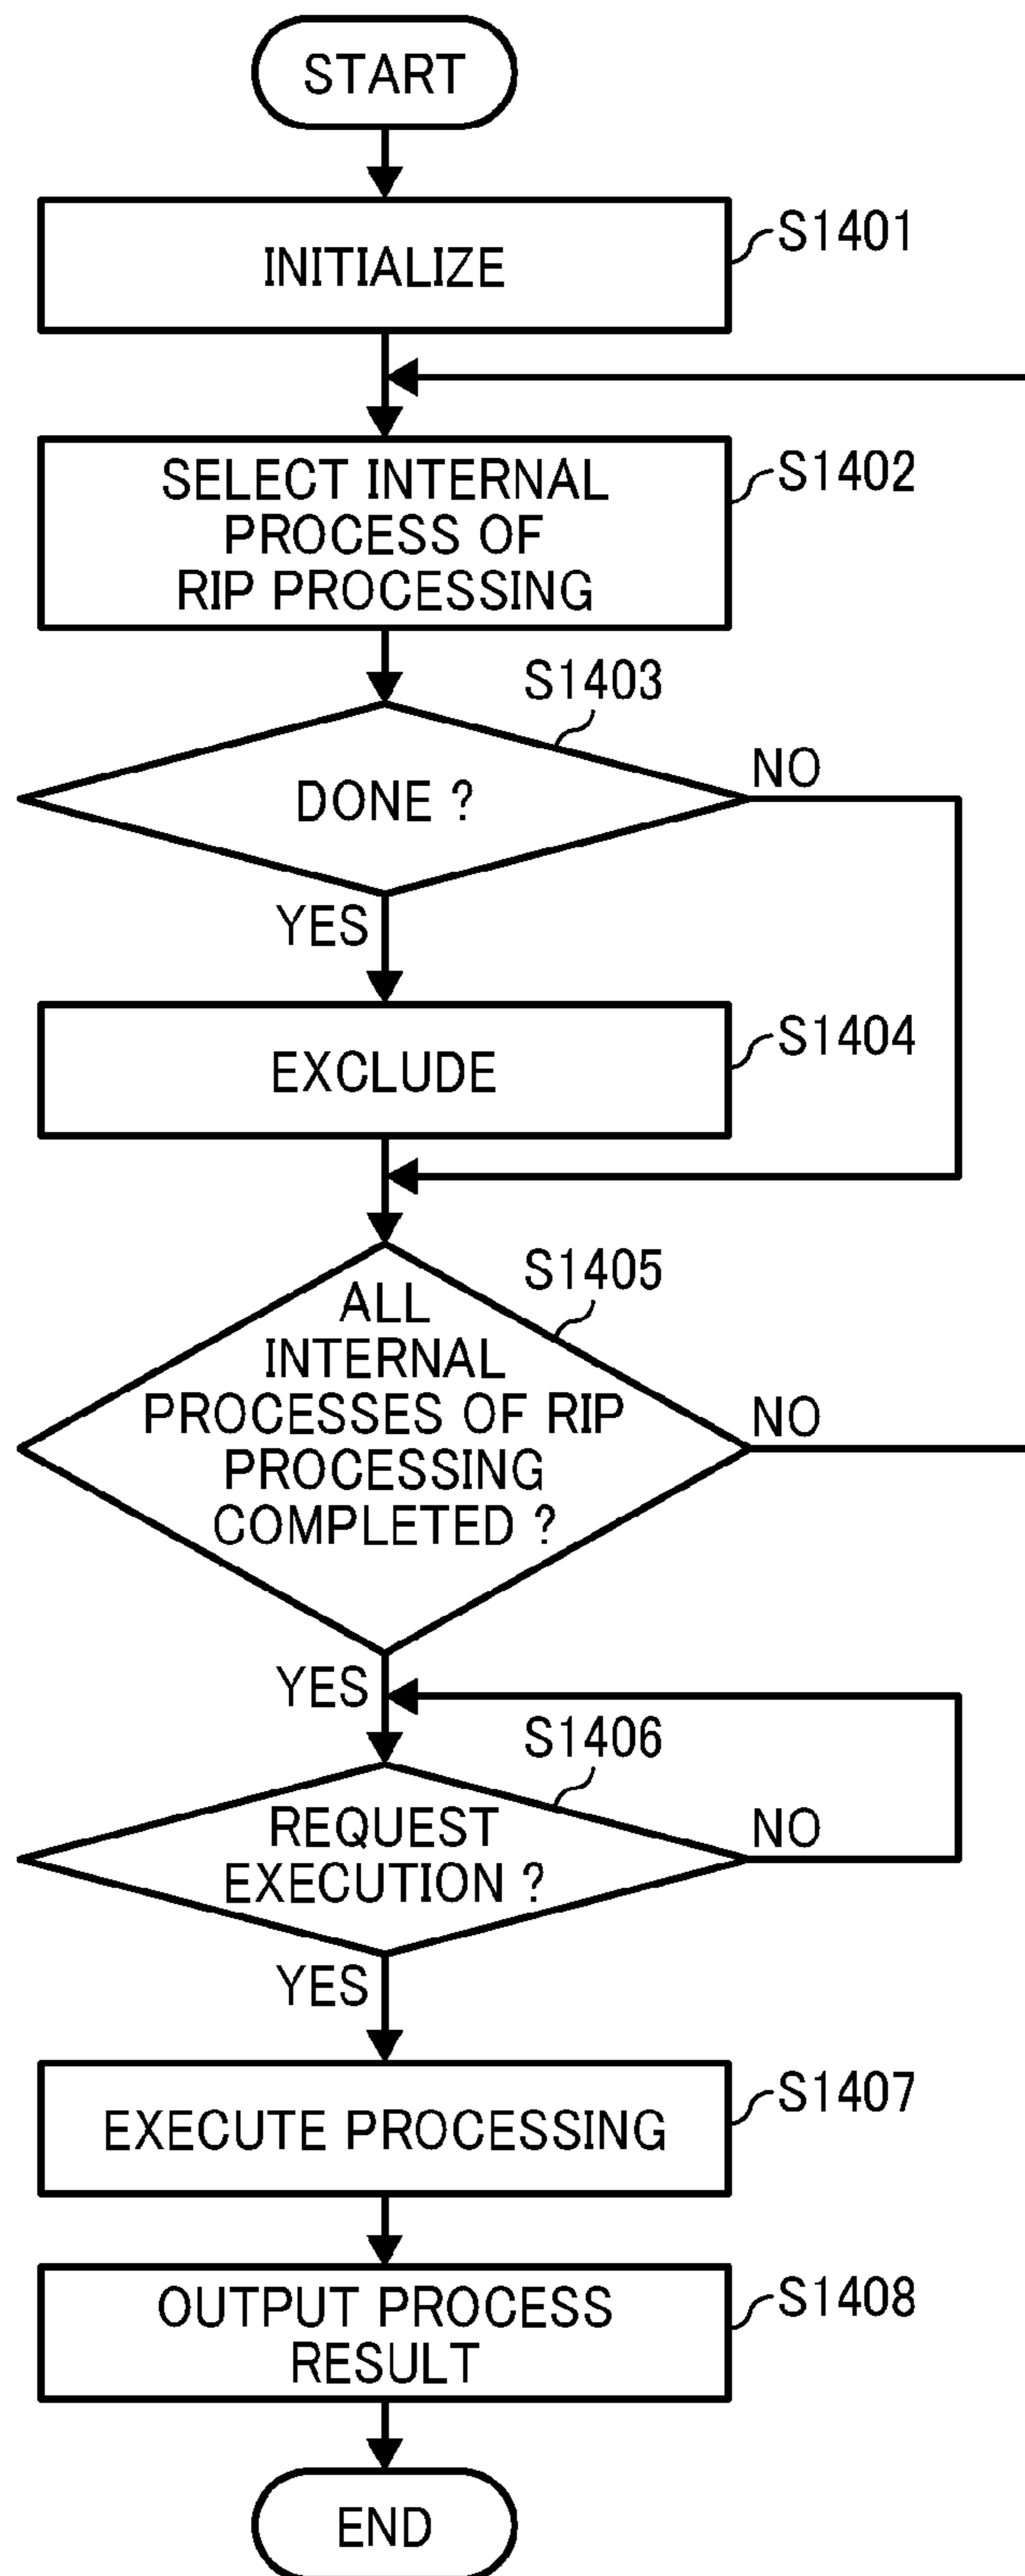 START
INITIALIZE
S1401
SELECT INTERNAL
PROCESS OF
RIP PROCESSING
S1402
S1403
DONE ?
NO
YES
EXCLUDE
S1404
S1405
ALL
INTERNAL
PROCESSES OF RIP
PROCESSING
COMPLETED ?
NO
YES
S1406
REQUEST
EXECUTION ?
NO
YES
EXECUTE PROCESSING
S1407
OUTPUT PROCESS
RESULT
S1408
END